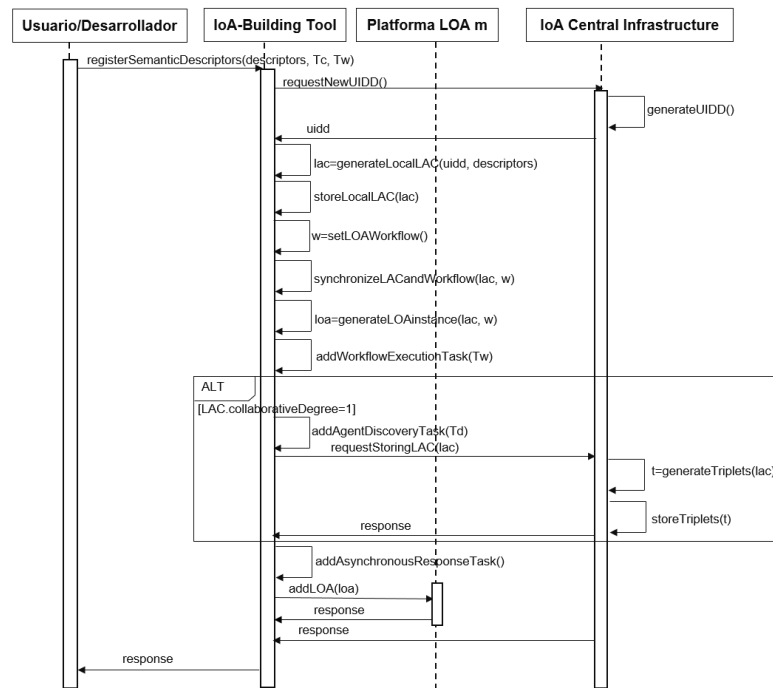 Usuario/Desarrollador
IoA-Building Tool
Platforma LOA m
IoA Central Infrastructure
registerSemanticDescriptors(descriptors, Tc, Tw)
requestNewUIDD()
generateUIDD()
uidd
lac=generateLocalLAC(uidd, descriptors)
storeLocalLAC(lac)
w=setLOAWorkflow()
synchronizeLACandWorkflow(lac, w)
loa=generateLOAinstance(lac, w)
addWorkflowExecutionTask(Tw)
ALT
[LAC.collaborativeDegree=1]
addAgentDiscoveryTask(Td)
requestStoringLAC(lac)
t=generateTriplets(lac)
storeTriplets(t)
response
addAsynchronousResponseTask()
addLOA(loa)
response
response
response